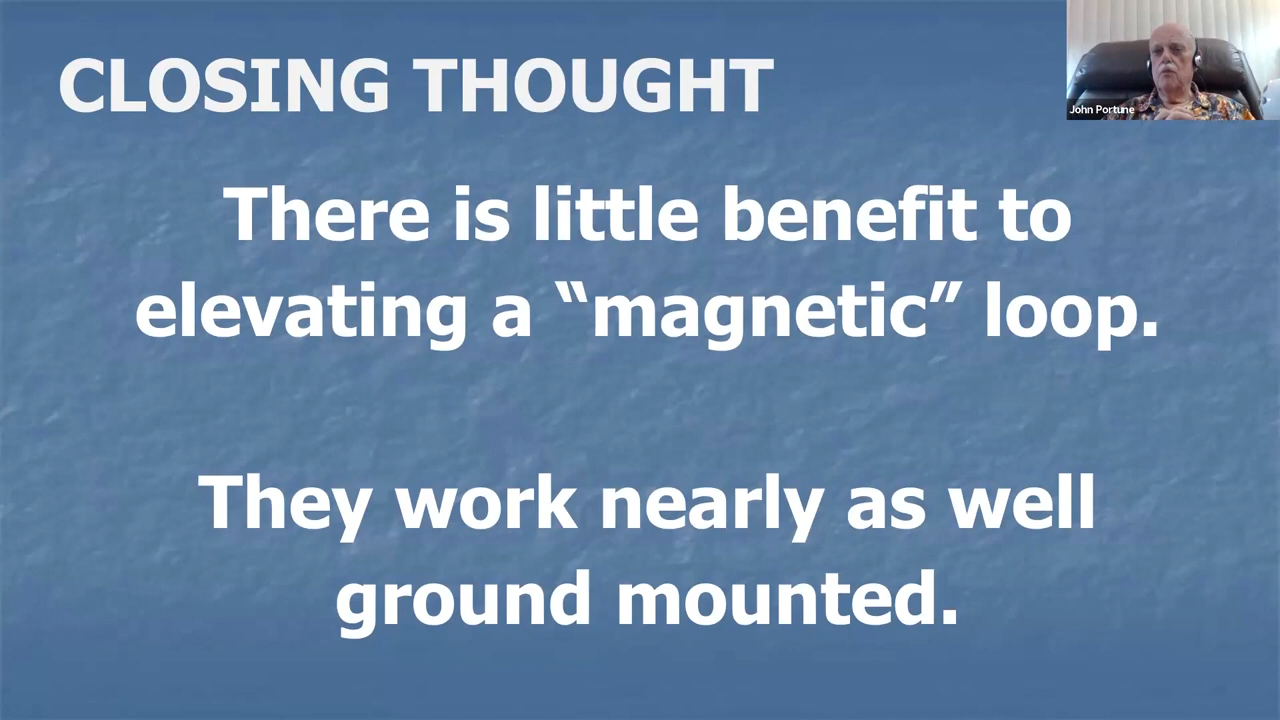 CLOSING THOUGHT
John Portune
There is little benefit to
elevating a “magnetic” loop.
They work nearly as well
ground mounted.